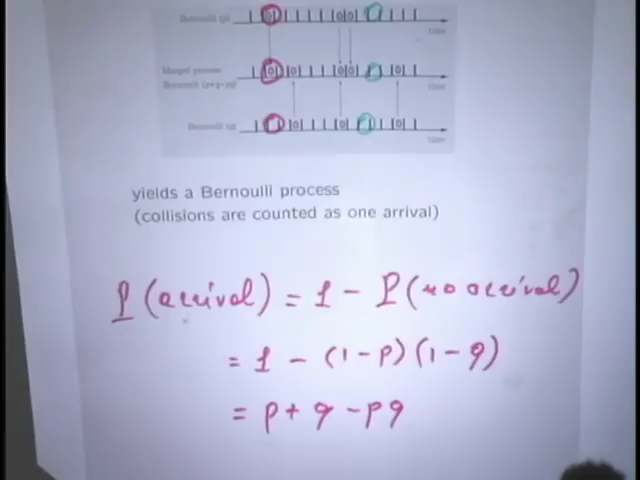 Bernoulli (p)
time
Merged process
Bernoulli (p+q−pq)
time
Bernoulli (q)
time
yields a Bernoulli process
(collisions are counted as one arrival)
P(arrival) = 1 − P(no arrival)
= 1 − (1−p)(1−q)
= p + q − pq